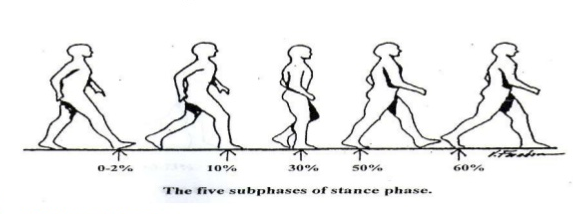 0-2% 10% 30% 50% 60%
The five subphases of stance phase.